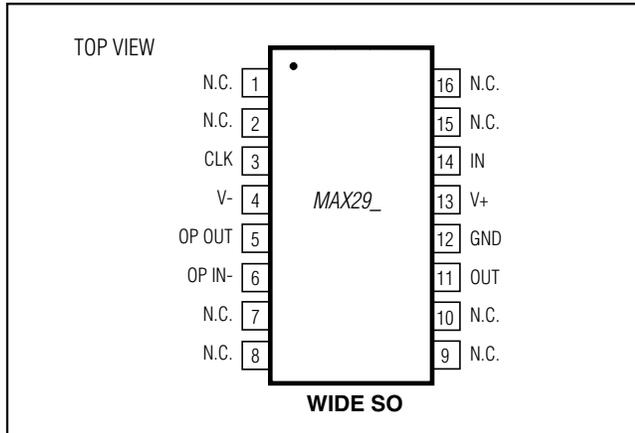 TOP VIEW
N.C. 1 16 N.C.
N.C. 2 15 N.C.
CLK 3 14 IN
V- 4 MAX29_ 13 V+
OP OUT 5 12 GND
OP IN- 6 11 OUT
N.C. 7 10 N.C.
N.C. 8 9 N.C.
WIDE SO